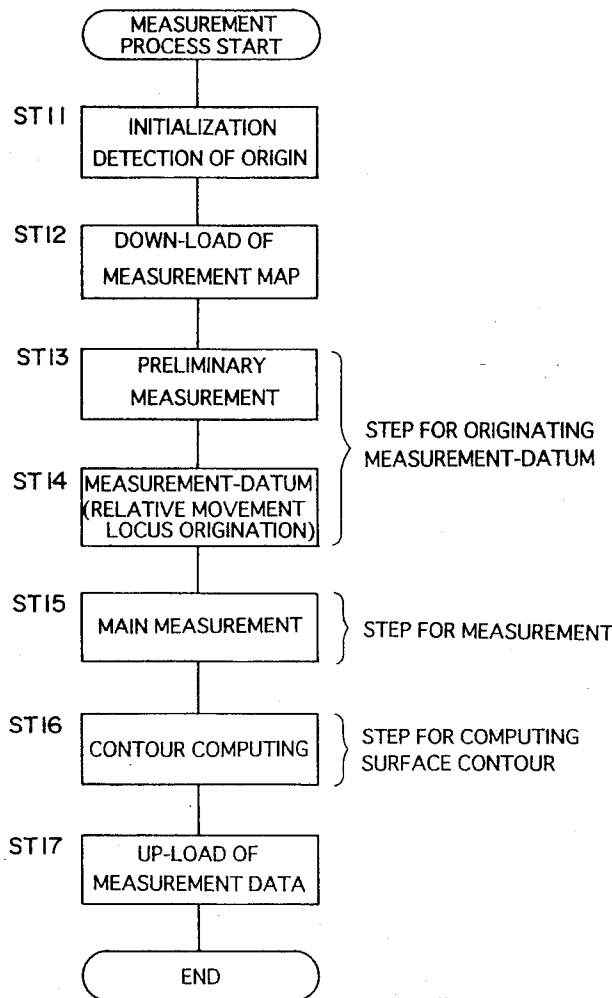 MEASUREMENT
PROCESS START
ST11
INITIALIZATION
DETECTION OF ORIGIN
ST12
DOWN-LOAD OF
MEASUREMENT MAP
ST13
PRELIMINARY
MEASUREMENT
STEP FOR ORIGINATING
MEASUREMENT-DATUM
ST14
MEASUREMENT-DATUM
(RELATIVE MOVEMENT
LOCUS ORIGINATION)
ST15
MAIN MEASUREMENT
STEP FOR MEASUREMENT
ST16
CONTOUR COMPUTING
STEP FOR COMPUTING
SURFACE CONTOUR
ST17
UP-LOAD OF
MEASUREMENT DATA
END